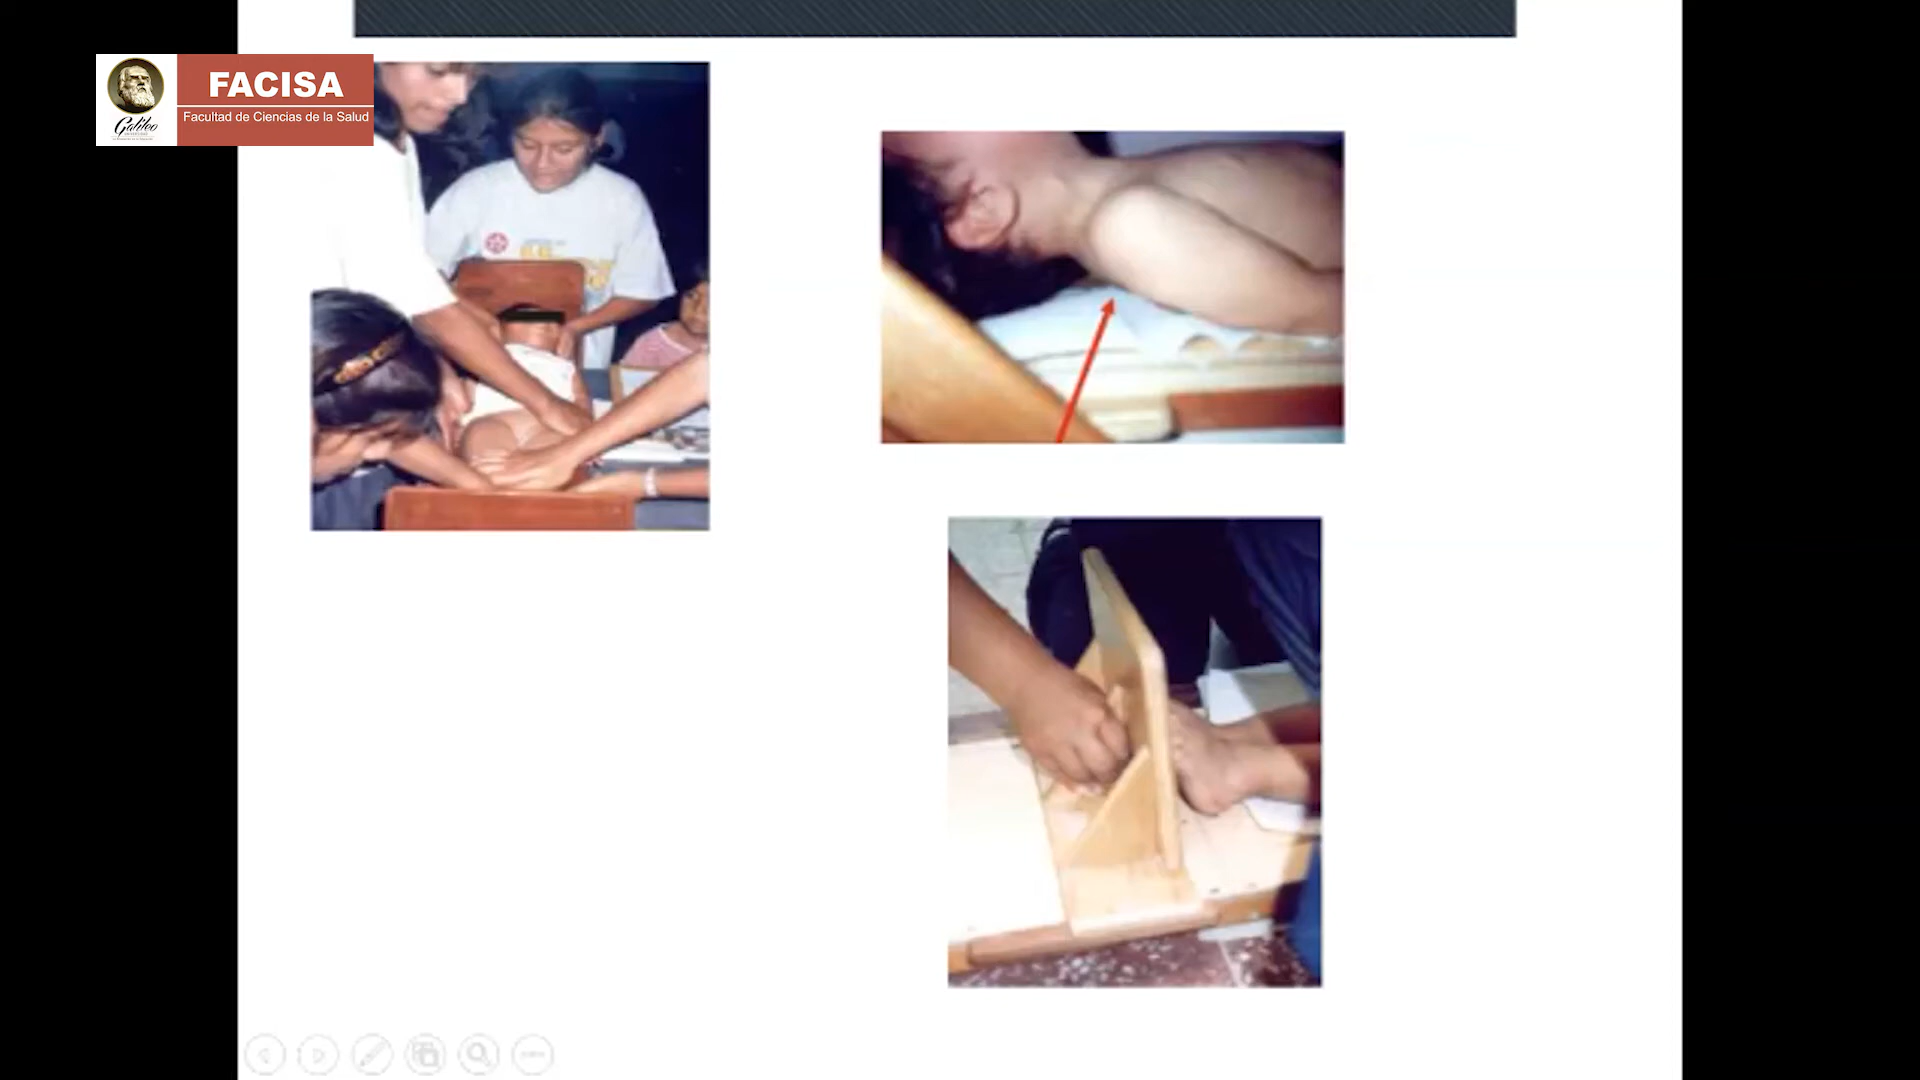 FACISA
Facultad de Ciencias de la Salud
Galileo